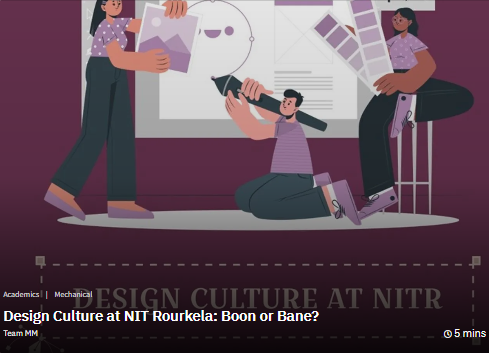 DESIGN CULTURE AT NITR
Academics | Mechanical
Design Culture at NIT Rourkela: Boon or Bane?
Team MM
5 mins